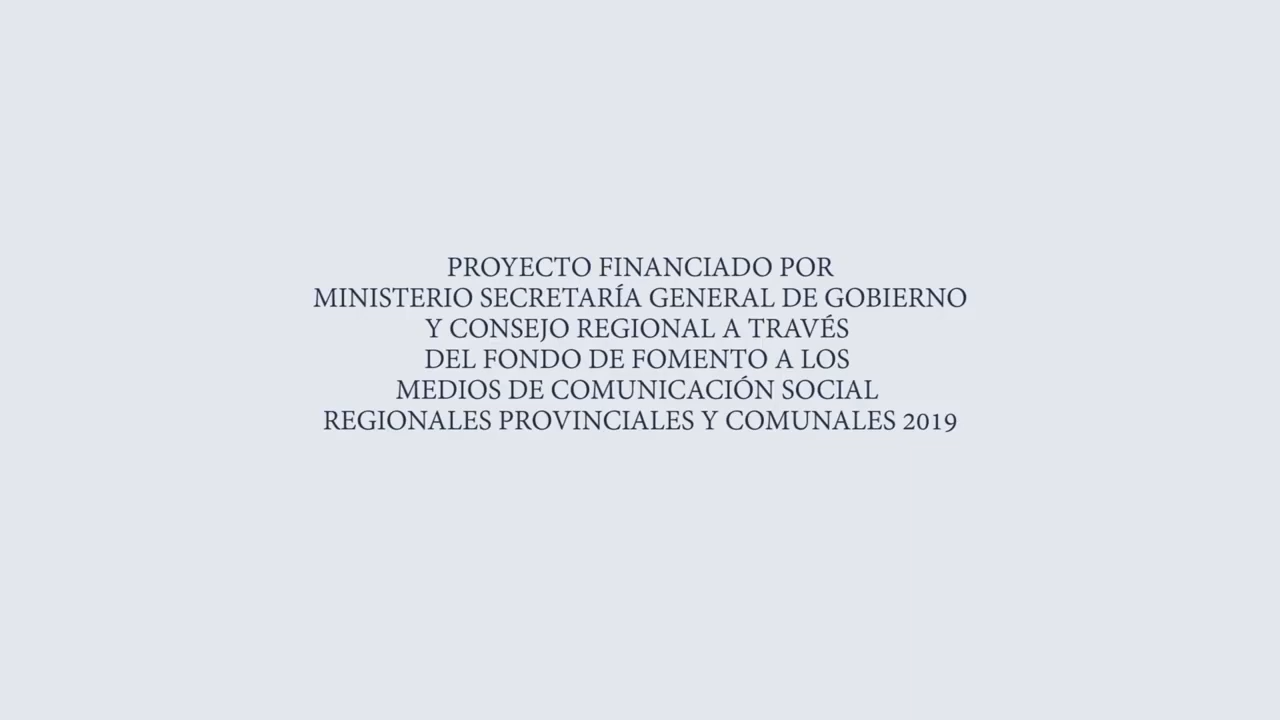 PROYECTO FINANCIADO POR
MINISTERIO SECRETARÍA GENERAL DE GOBIERNO
Y CONSEJO REGIONAL A TRAVÉS
DEL FONDO DE FOMENTO A LOS
MEDIOS DE COMUNICACIÓN SOCIAL
REGIONALES PROVINCIALES Y COMUNALES 2019